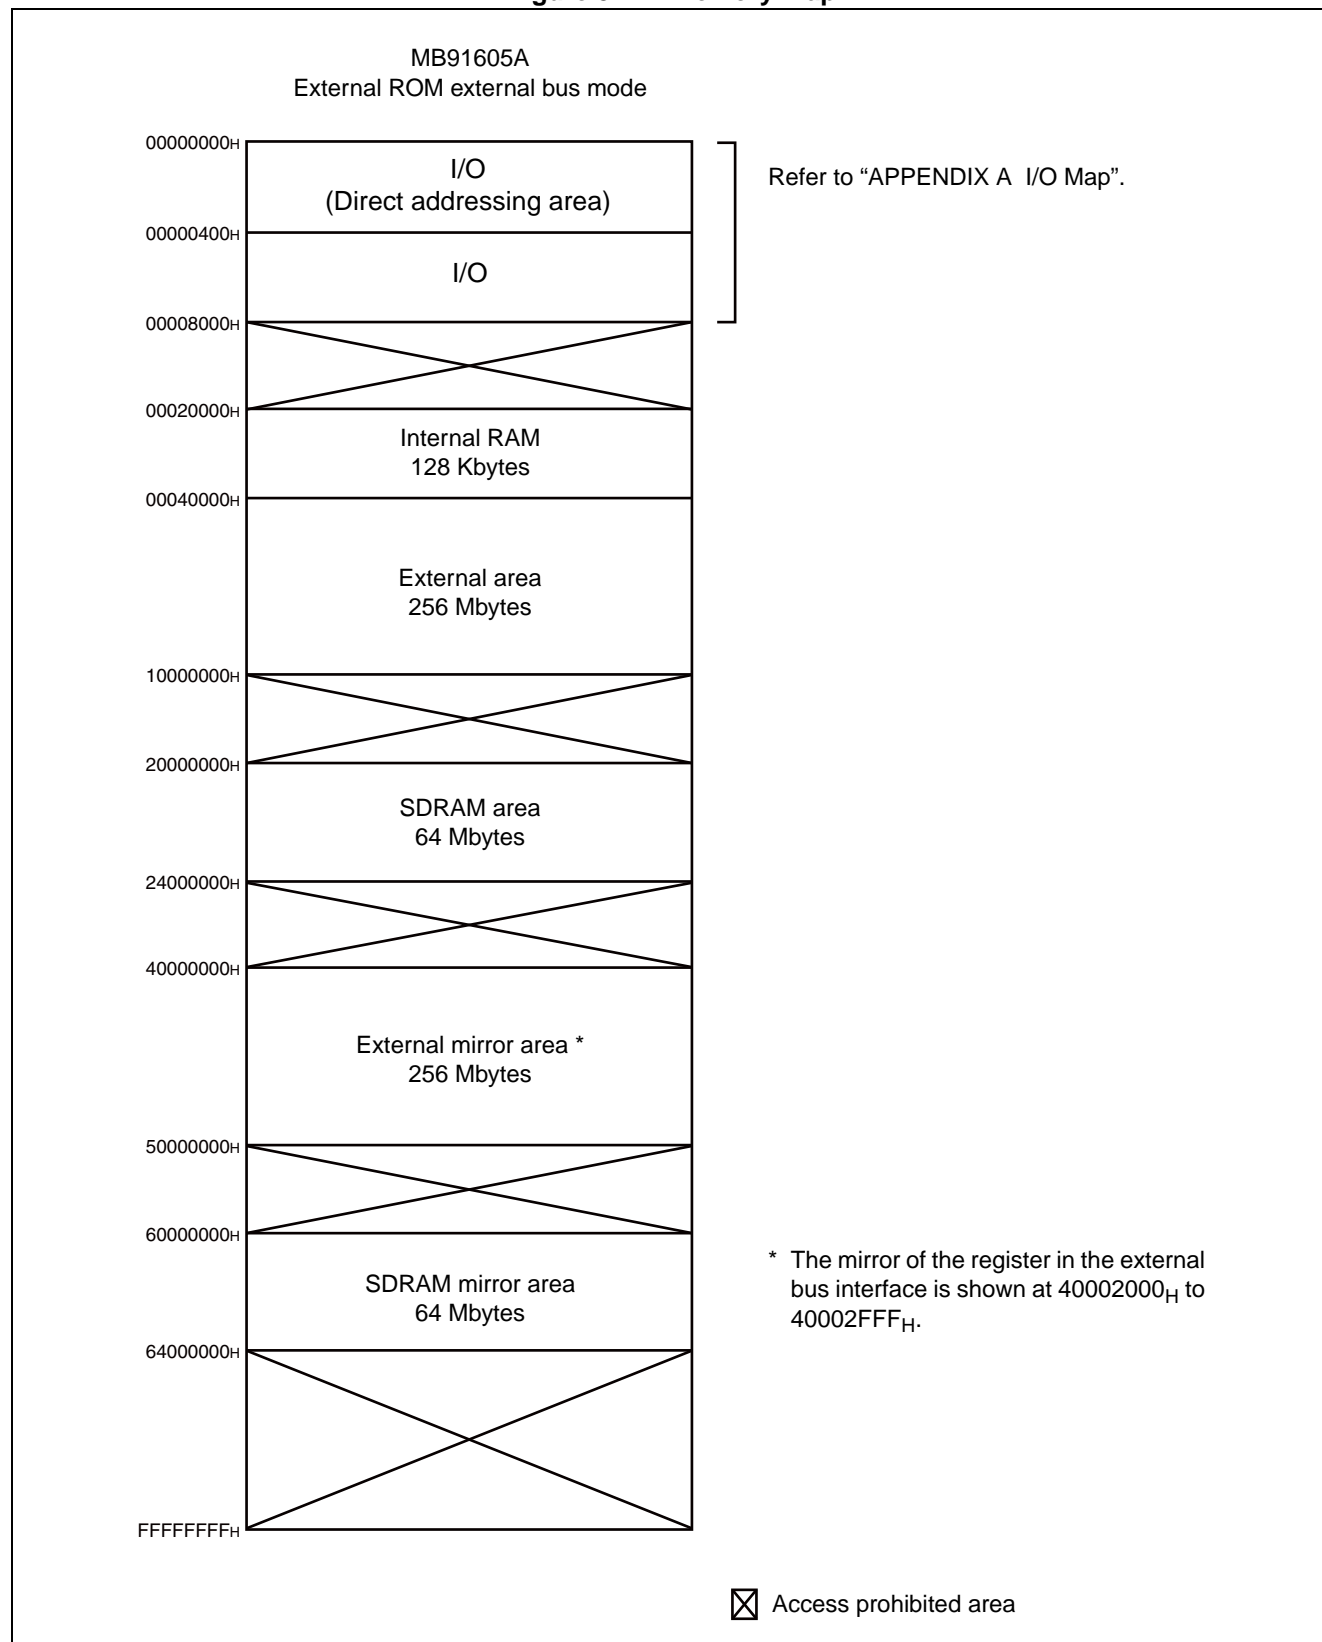 MB91605A
External ROM external bus mode
00000000H
I/O
(Direct addressing area)
Refer to “APPENDIX A I/O Map”.
00000400H
I/O
00008000H
00020000H
Internal RAM
128 Kbytes
00040000H
External area
256 Mbytes
10000000H
20000000H
SDRAM area
64 Mbytes
24000000H
40000000H
External mirror area *
256 Mbytes
50000000H
60000000H
SDRAM mirror area
64 Mbytes
* The mirror of the register in the external
bus interface is shown at 40002000H to
40002FFFH.
64000000H
FFFFFFFFH
Access prohibited area